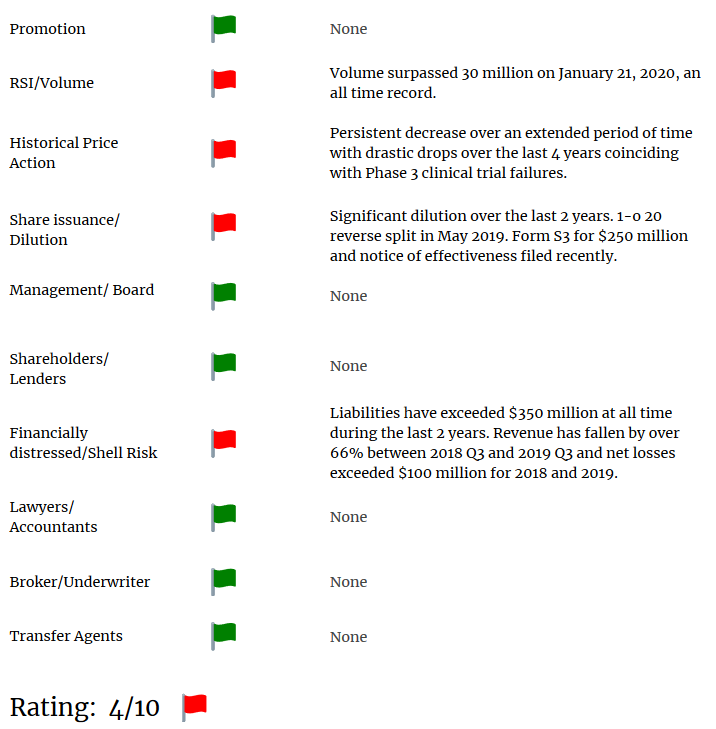 Promotion
None
RSI/Volume
Volume surpassed 30 million on January 21, 2020, an
all time record.
Historical Price
Action
Persistent decrease over an extended period of time
with drastic drops over the last 4 years coinciding
with Phase 3 clinical trial failures.
Share issuance/
Dilution
Significant dilution over the last 2 years. 1-0 20
reverse split in May 2019. Form S3 for $250 million
and notice of effectiveness filed recently.
Management/ Board
None
Shareholders/
Lenders
None
Financially
distressed/Shell Risk
Liabilities have exceeded $350 million at all time
during the last 2 years. Revenue has fallen by over
66% between 2018 Q3 and 2019 Q3 and net losses
exceeded $100 million for 2018 and 2019.
Lawyers/
Accountants
None
Broker/Underwriter
None
Transfer Agents
None
Rating: 4/10